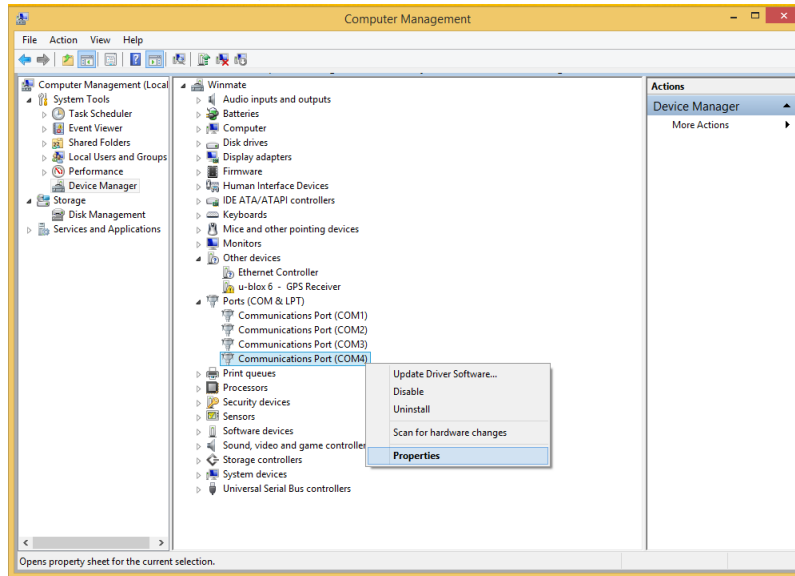 Computer Management
File Action View Help
Computer Management (Local
System Tools
Task Scheduler
Event Viewer
Shared Folders
Local Users and Groups
Performance
Device Manager
Storage
Disk Management
Services and Applications
Winmate
Audio inputs and outputs
Batteries
Computer
Disk drives
Display adapters
Firmware
Human Interface Devices
IDE ATA/ATAPI controllers
Keyboards
Mice and other pointing devices
Monitors
Other devices
Ethernet Controller
u-blox 6 - GPS Receiver
Ports (COM & LPT)
Communications Port (COM1)
Communications Port (COM2)
Communications Port (COM3)
Communications Port (COM4)
Print queues
Processors
Security devices
Sensors
Software devices
Sound, video and game controller
Storage controllers
System devices
Universal Serial Bus controllers
Update Driver Software...
Disable
Uninstall
Scan for hardware changes
Properties
Actions
Device Manager
More Actions
Opens property sheet for the current selection.